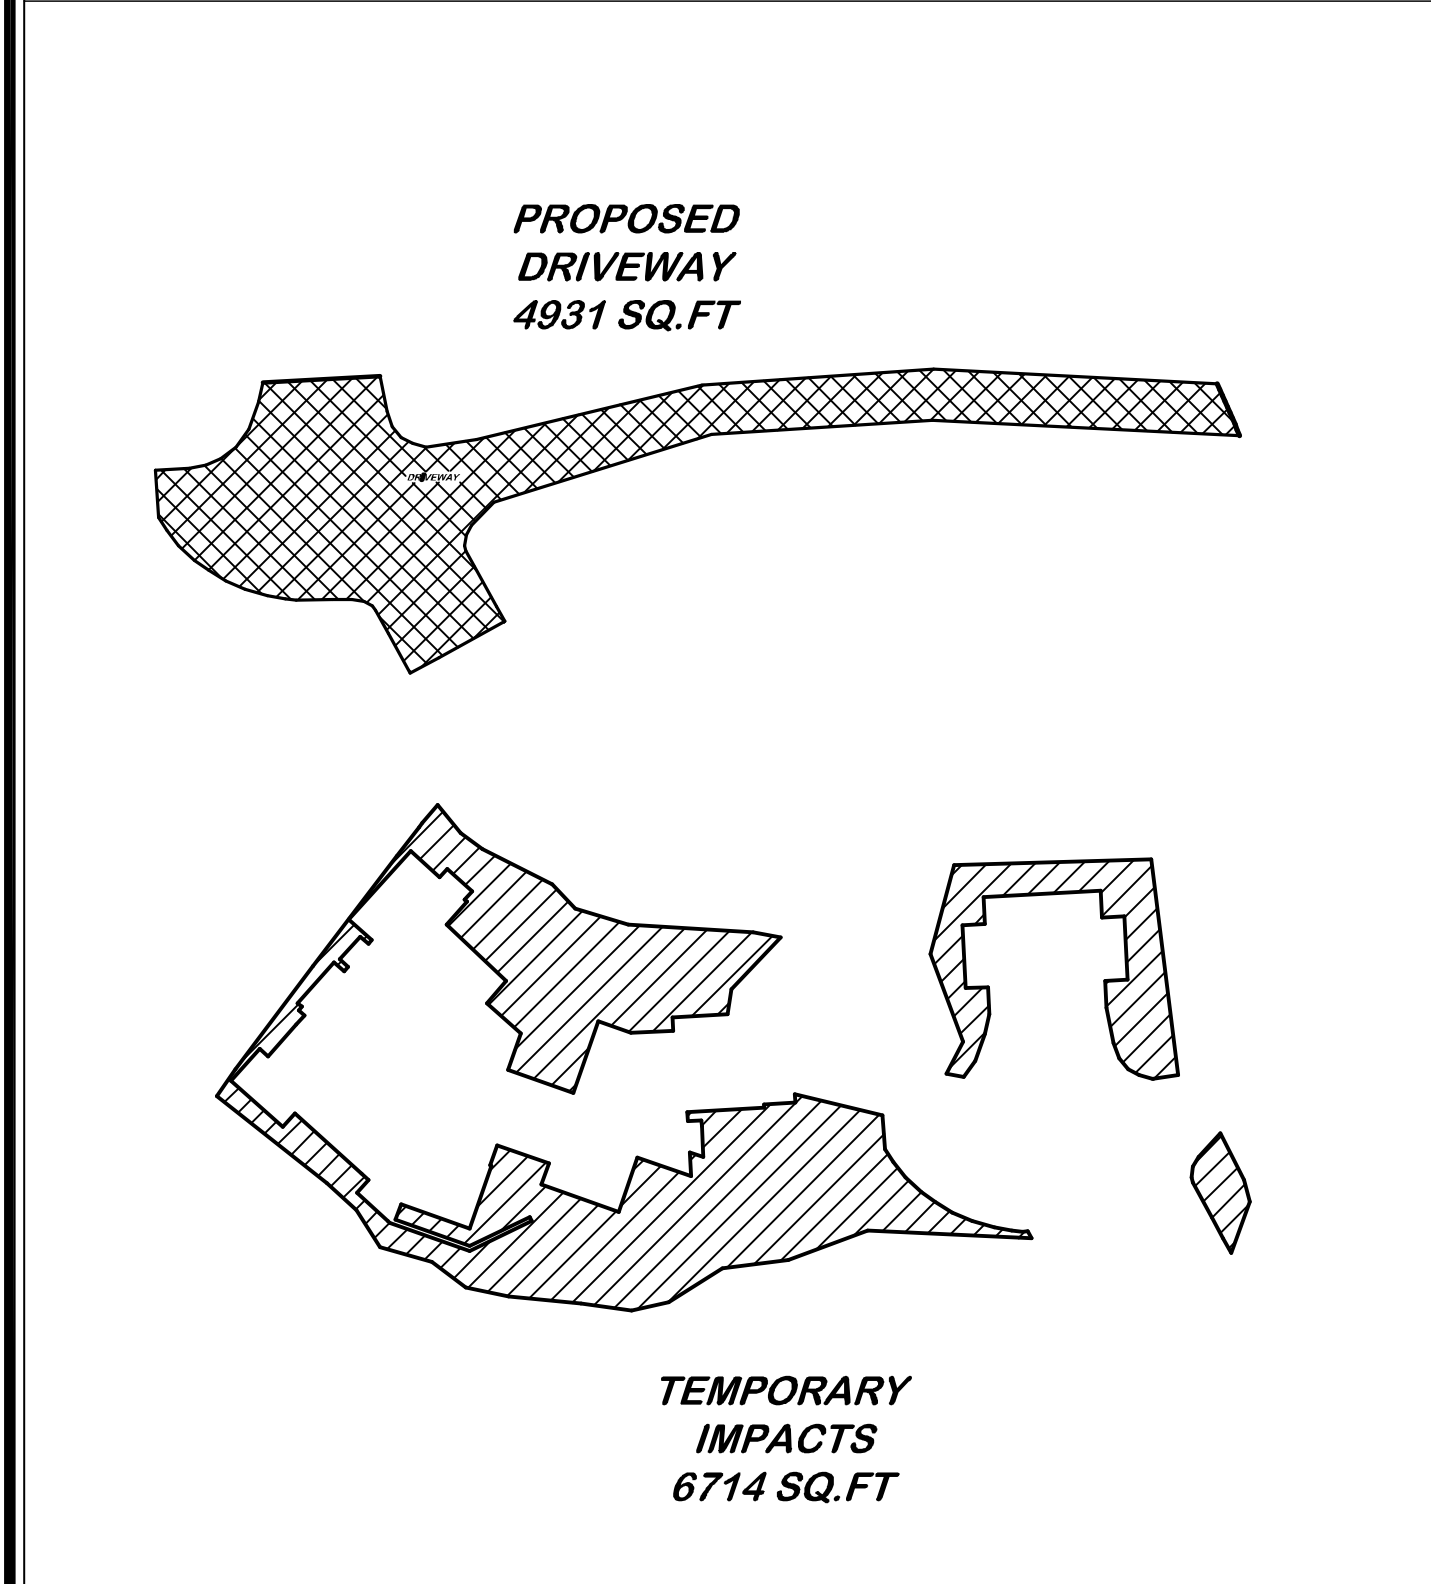 PROPOSED
DRIVEWAY
4931 SQ.FT
DRIVEWAY
TEMPORARY
IMPACTS
6714 SQ.FT